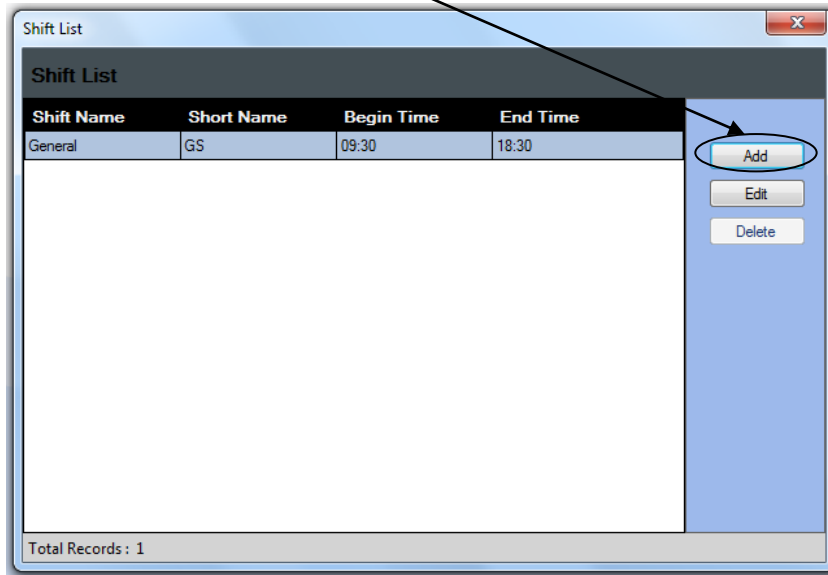 Shift List
Shift List
Shift Name Short Name Begin Time End Time
General GS 09:30 18:30
Add
Edit
Delete
Total Records : 1